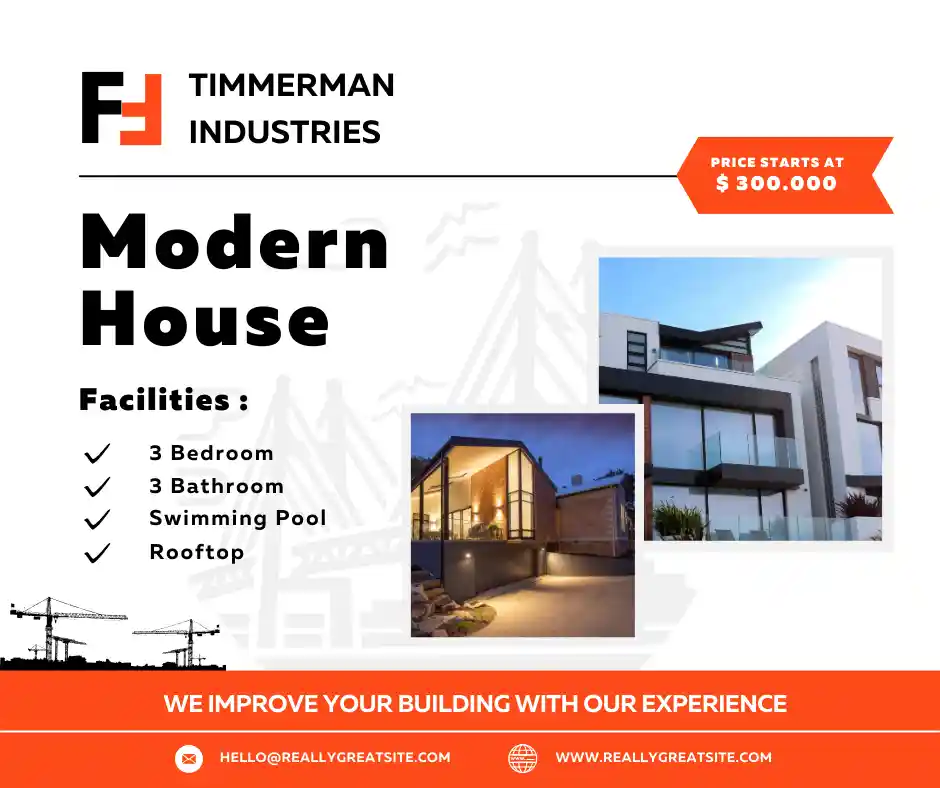 TIMMERMAN
INDUSTRIES
PRICE STARTS AT
$ 300.000
Modern
House
Facilities :
3 Bedroom
3 Bathroom
Swimming Pool
Rooftop
WE IMPROVE YOUR BUILDING WITH OUR EXPERIENCE
HELLO@REALLYGREATSITE.COM
WWW.REALLYGREATSITE.COM